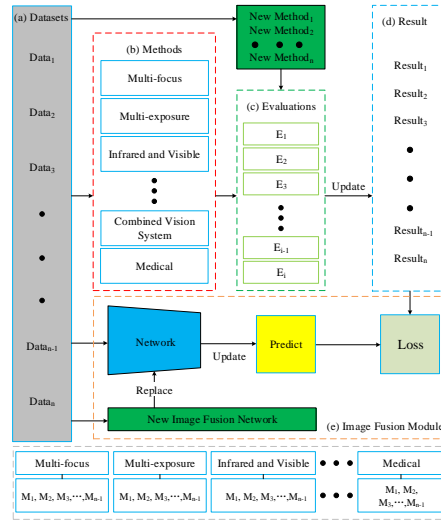 (a) Datasets
Data1
Data2
Data3
Datan-1
Datan
(b) Methods
Multi-focus
Multi-exposure
Infrared and Visible
Combined Vision
System
Medical
New Method1
New Method2
New Methodn
(c) Evaluations
E1
E2
E3
Ei-1
Ei
Update
(d) Result
Result1
Result2
Result3
Resultn-1
Resultn
Network
Update
Predict
Loss
Replace
New Image Fusion Network
(e) Image Fusion Module
Multi-focus
M1, M2, M3,⋯,Mn-1
Multi-exposure
M1, M2, M3,⋯,Mn-1
Infrared and Visible
M1, M2, M3,⋯,Mn-1
Medical
M1, M2,
M3,⋯,Mn-1